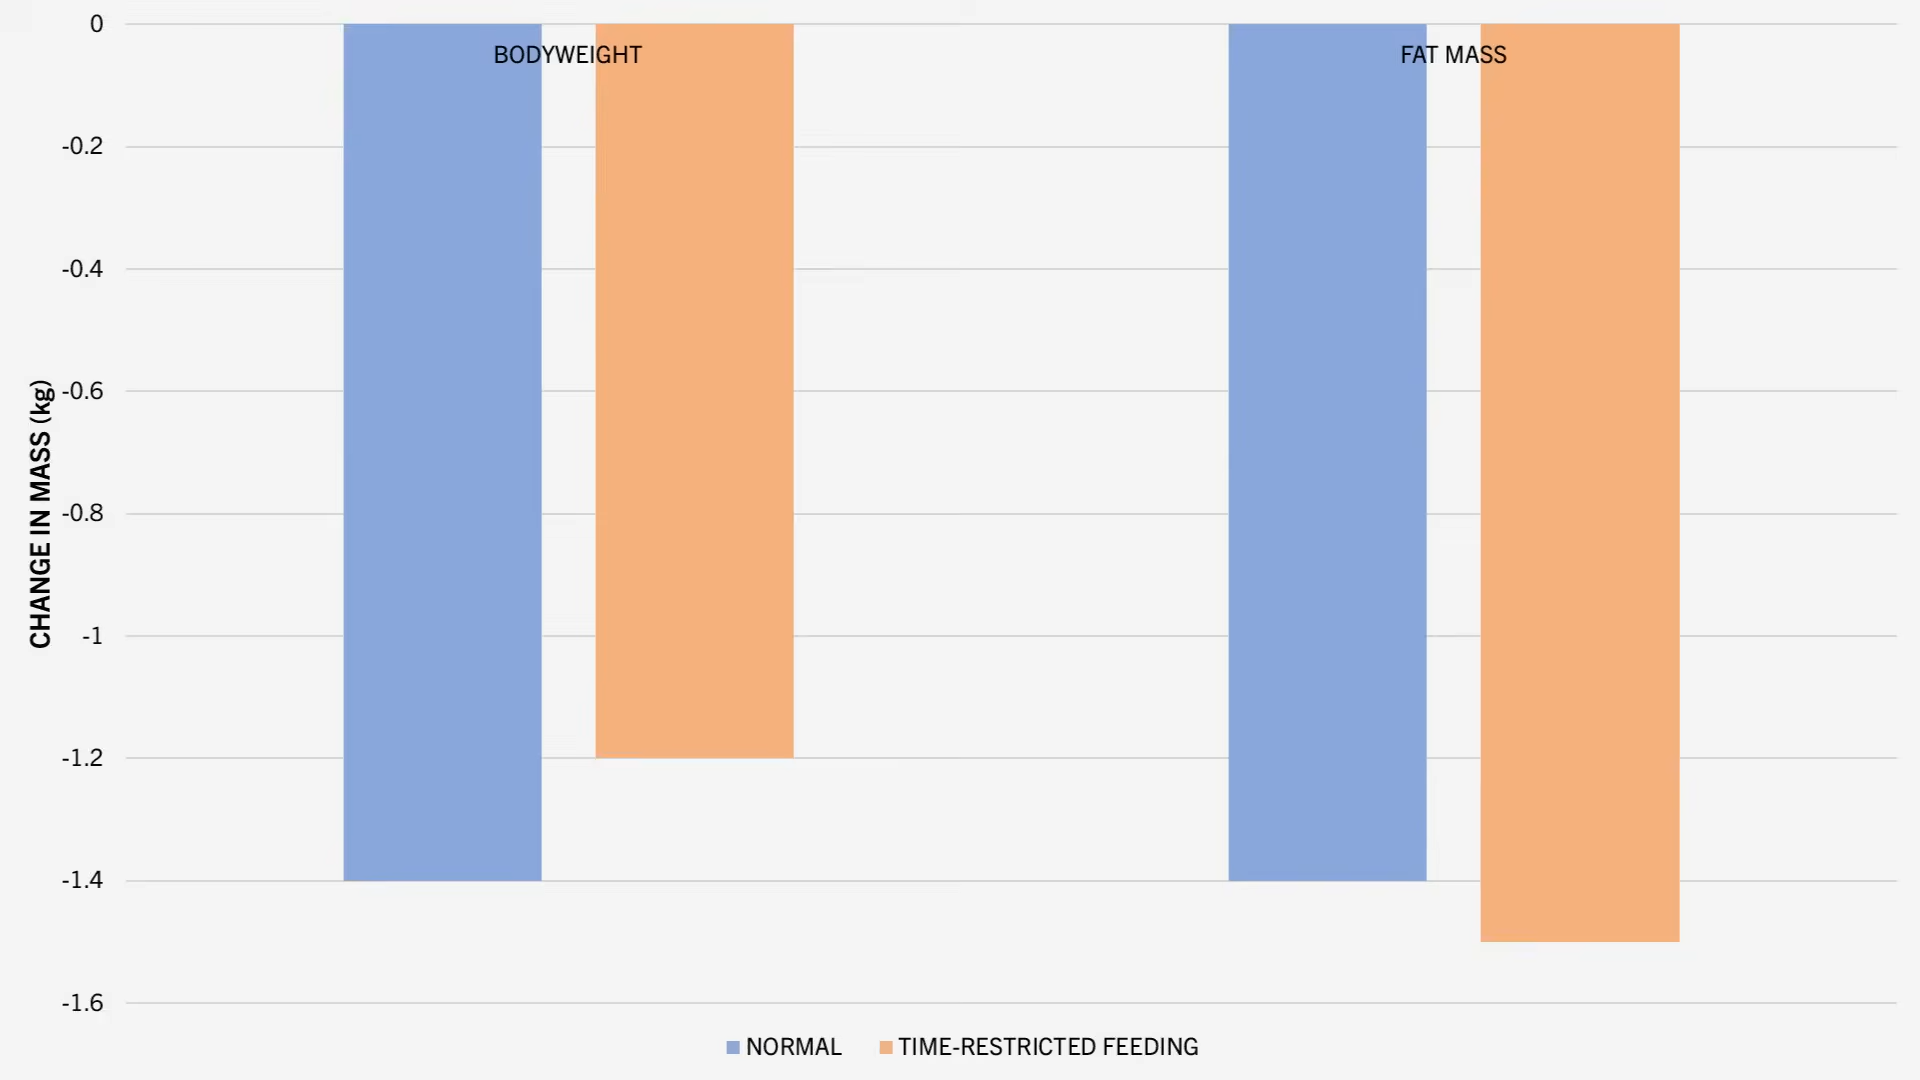 0
BODYWEIGHT
FAT MASS
-0.2
-0.4
-0.6
CHANGE IN MASS (kg)
-0.8
-1
-1.2
-1.4
-1.6
NORMAL
TIME-RESTRICTED FEEDING